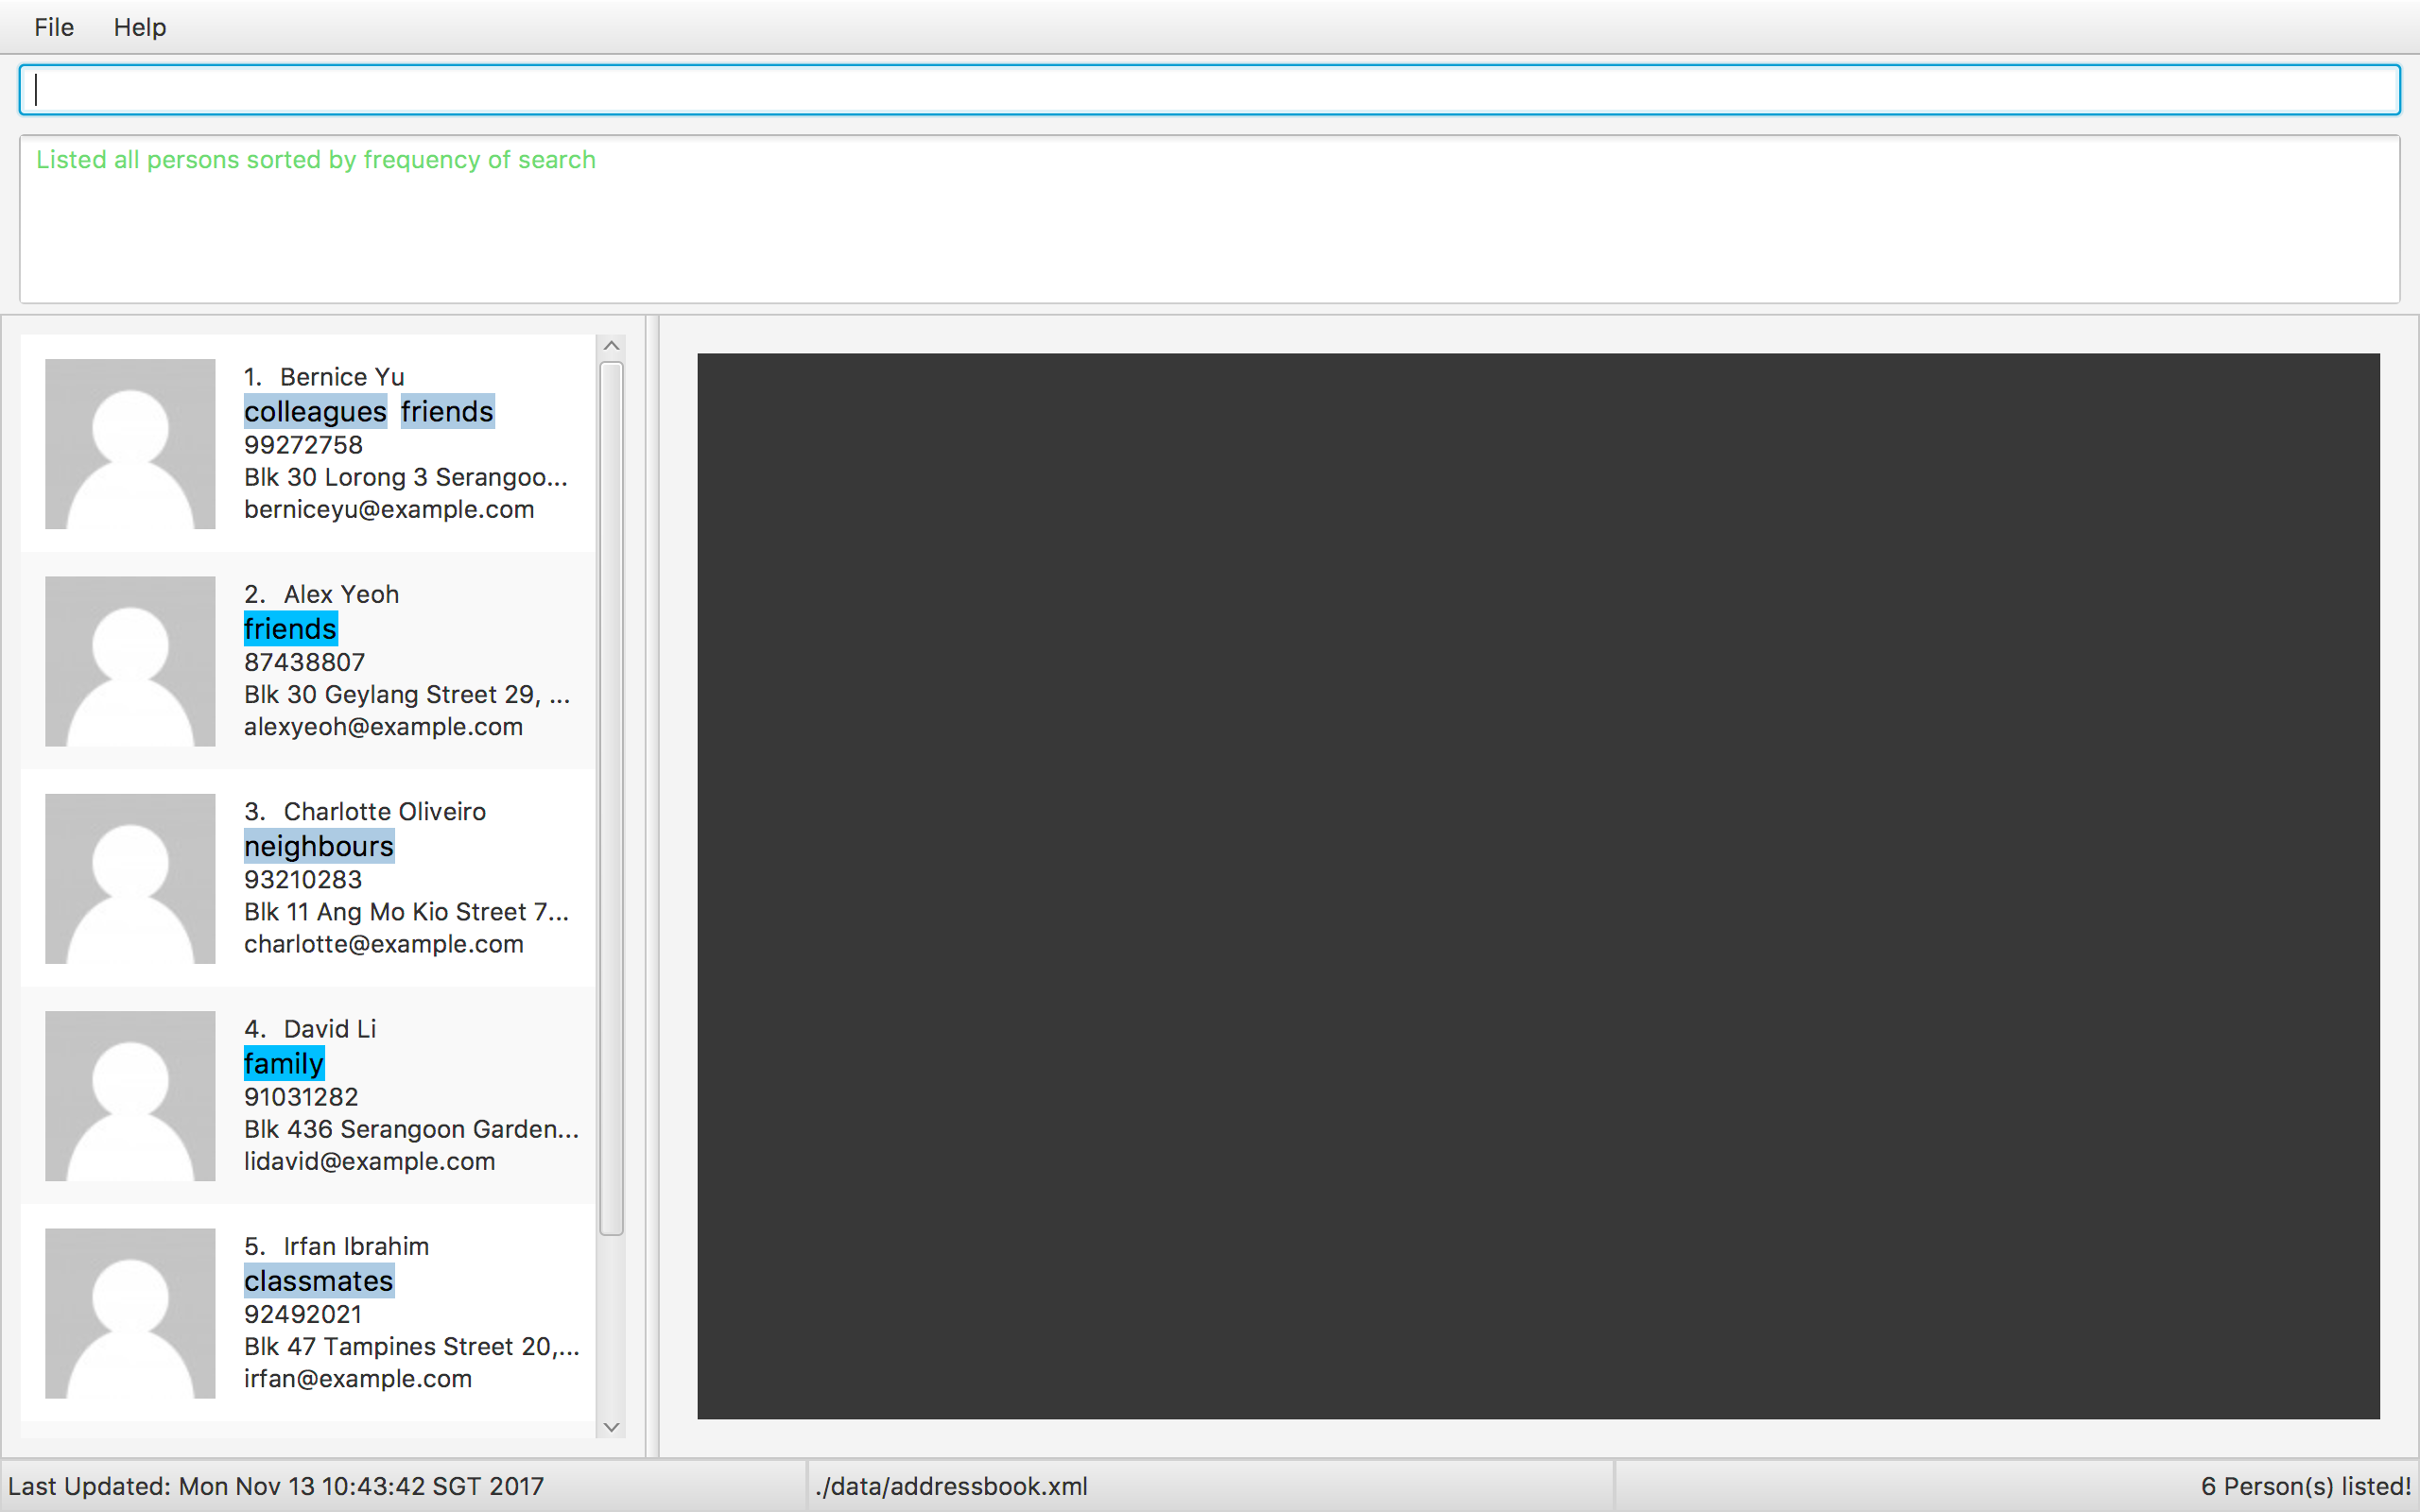 File Help
Listed all persons sorted by frequency of search
1. Bernice Yu
colleagues friends
99272758
Blk 30 Lorong 3 Serangoo...
berniceyu@example.com
2. Alex Yeoh
friends
87438807
Blk 30 Geylang Street 29, ...
alexyeoh@example.com
3. Charlotte Oliveiro
neighbours
93210283
Blk 11 Ang Mo Kio Street 7...
charlotte@example.com
4. David Li
family
91031282
Blk 436 Serangoon Garden...
lidavid@example.com
5. Irfan Ibrahim
classmates
92492021
Blk 47 Tampines Street 20,...
irfan@example.com
Last Updated: Mon Nov 13 10:43:42 SGT 2017 ./data/addressbook.xml 6 Person(s) listed!